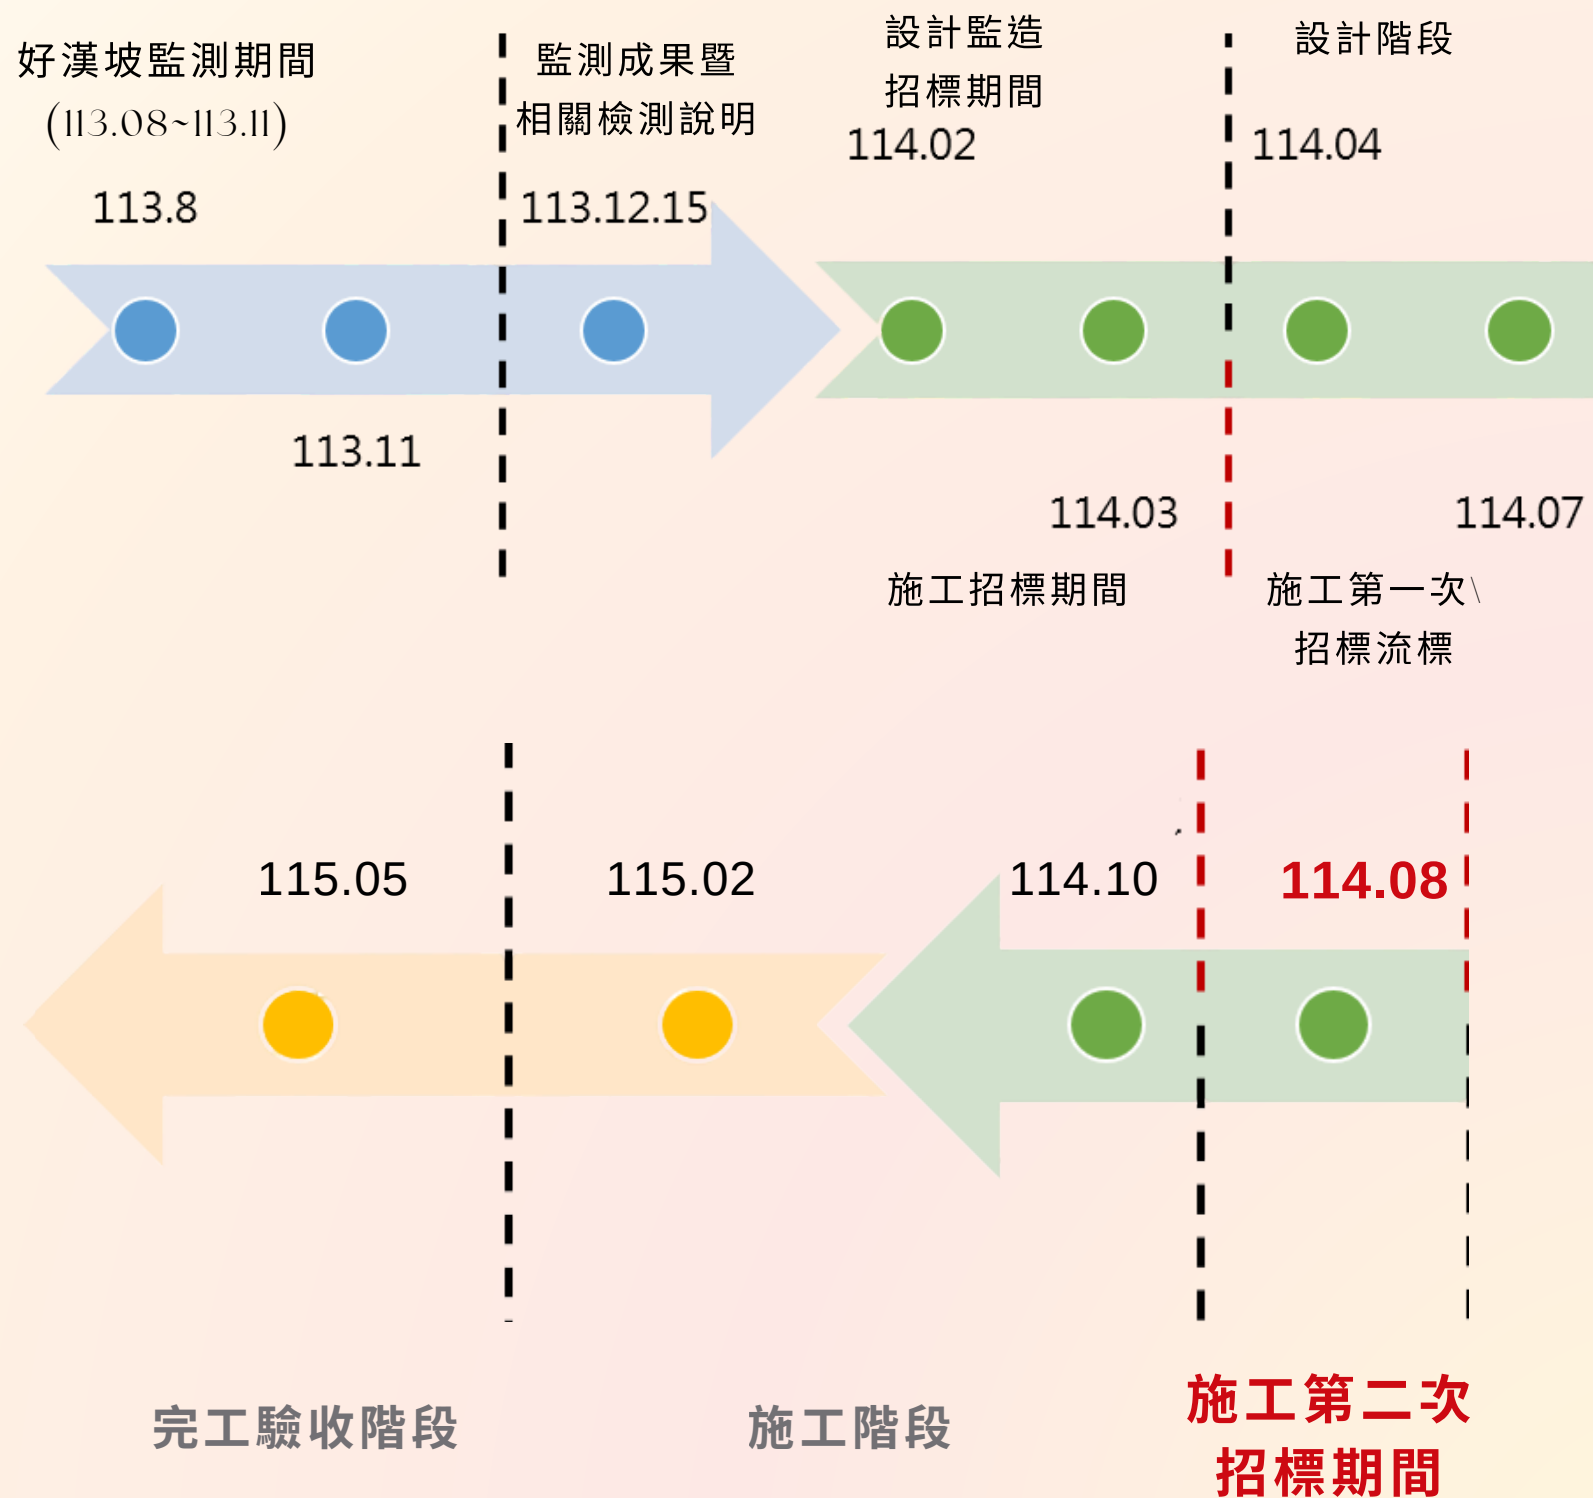 好漢坡監測期間
(113.08~113.11)
監測成果暨
相關檢測說明
設計監造
招標期間
設計階段
113.8
113.12.15
114.02
114.04
113.11
114.03
114.07
施工招標期間
施工第一次\
招標流標
115.05
115.02
114.10
114.08
完工驗收階段
施工階段
施工第二次
招標期間